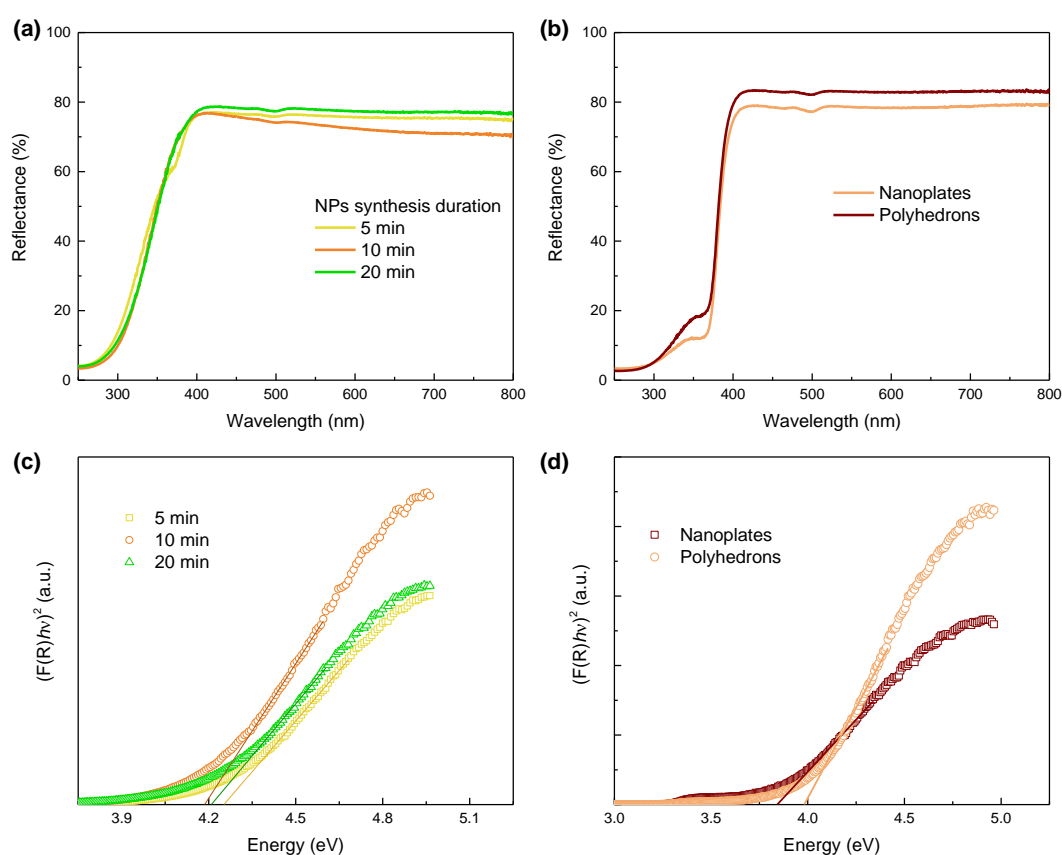 (a)
100
80
60
40
20
0
Reflectance (%)
NPs synthesis duration
5 min
10 min
20 min
300 400 500 600 700 800
Wavelength (nm)
(b)
100
80
60
40
20
0
Reflectance (%)
Nanoplates
Polyhedrons
300 400 500 600 700 800
Wavelength (nm)
(c)
(F(R)hν)²  (a.u.)
5 min
10 min
20 min
3.9 4.2 4.5 4.8 5.1
Energy (eV)
(d)
(F(R)hν)² (a.u.)
Nanoplates
Polyhedrons
3.0 3.5 4.0 4.5 5.0
Energy (eV)